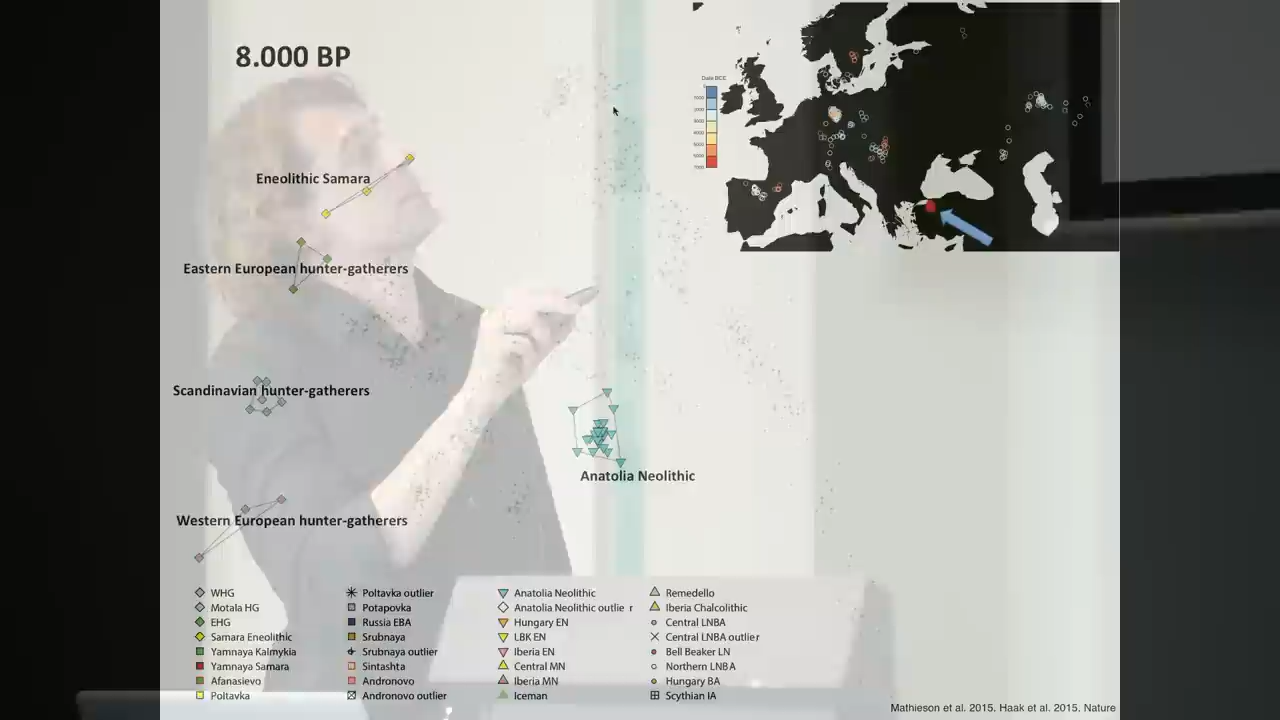 8.000 BP
Date BCE
Eneolithic Samara
Eastern European hunter-gatherers
Scandinavian hunter-gatherers
Anatolia Neolithic
Western European hunter-gatherers
WHG
Motala HG
EHG
Samara Eneolithic
Yamnaya Kalmykia
Yamnaya Samara
Afanasievo
Poltavka
Poltavka outlier
Potapovka
Russia EBA
Srubnaya
Srubnaya outlier
Sintashta
Andronovo
Andronovo outlier
Anatolia Neolithic
Anatolia Neolithic outlie r
Hungary EN
LBK EN
Iberia EN
Central MN
Iberia MN
Iceman
Remedello
Iberia Chalcolithic
Central LNBA
Central LNBA outlier
Bell Beaker LN
Northern LNBA
Hungary BA
Scythian IA
Mathieson et al. 2015. Haak et al. 2015. Nature